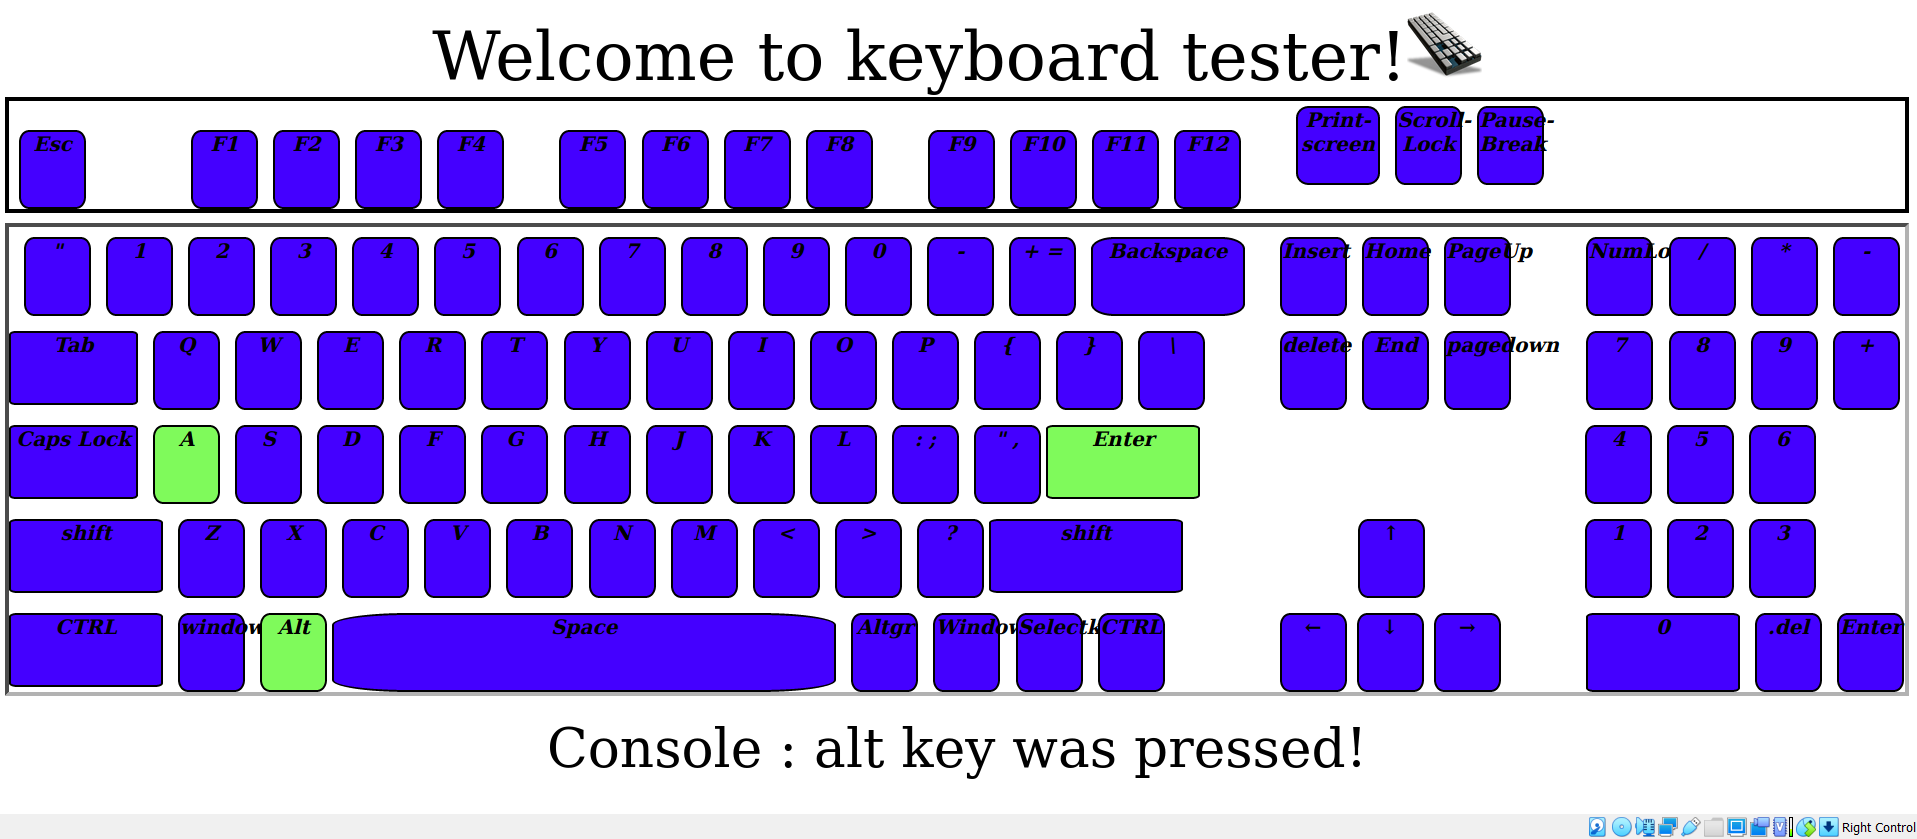 Welcome to keyboard tester!
Esc F1 F2 F3 F4 F5 F6 F7 F8 F9 F10 F11 F12 Print-screen Scroll-Lock Pause-Break
" 1 2 3 4 5 6 7 8 9 0 - + = Backspace Insert Home PageUp NumLo / * -
Tab Q W E R T Y U I O P { } \ delete End pagedown 7 8 9 +
Caps Lock A S D F G H J K L : ; " , Enter 4 5 6
shift Z X C V B N M < > ? shift ↑ 1 2 3
CTRL window Alt Space Altgr Window Selectk CTRL ← ↓ → 0 .del Enter
Console : alt key was pressed!
Right Control